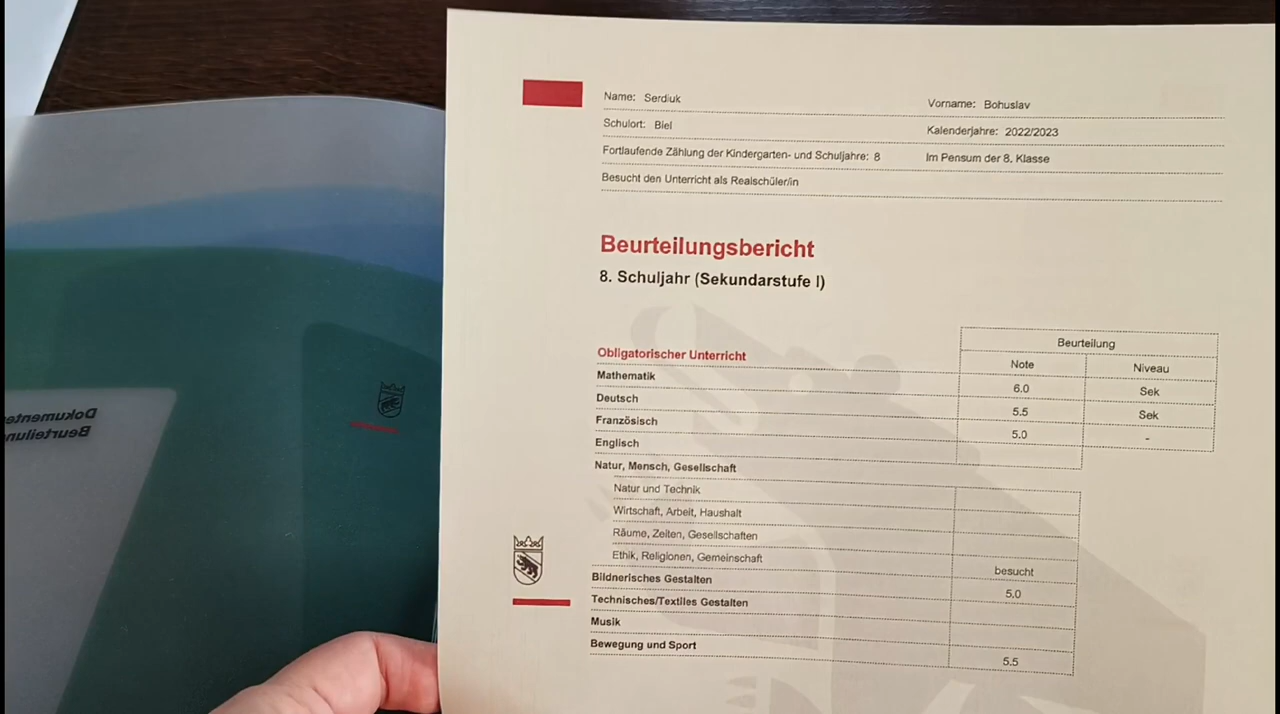 Name: Serdiuk
Vorname: Bohuslav
Schulort: Biel
Kalenderjahre: 2022/2023
Fortlaufende Zählung der Kindergarten- und Schuljahre: 8
Im Pensum der 8. Klasse
Besucht den Unterricht als Realschüler/in
Beurteilungsbericht
8. Schuljahr (Sekundarstufe I)
Beurteilung
Obligatorischer Unterricht
Note
Niveau
Mathematik
6.0
Sek
Deutsch
5.5
Sek
Französisch
5.0
-
Englisch
Natur, Mensch, Gesellschaft
Natur und Technik
Wirtschaft, Arbeit, Haushalt
Räume, Zeiten, Gesellschaften
Ethik, Religionen, Gemeinschaft
besucht
Bildnerisches Gestalten
5.0
Technisches/Textiles Gestalten
Musik
Bewegung und Sport
5.5